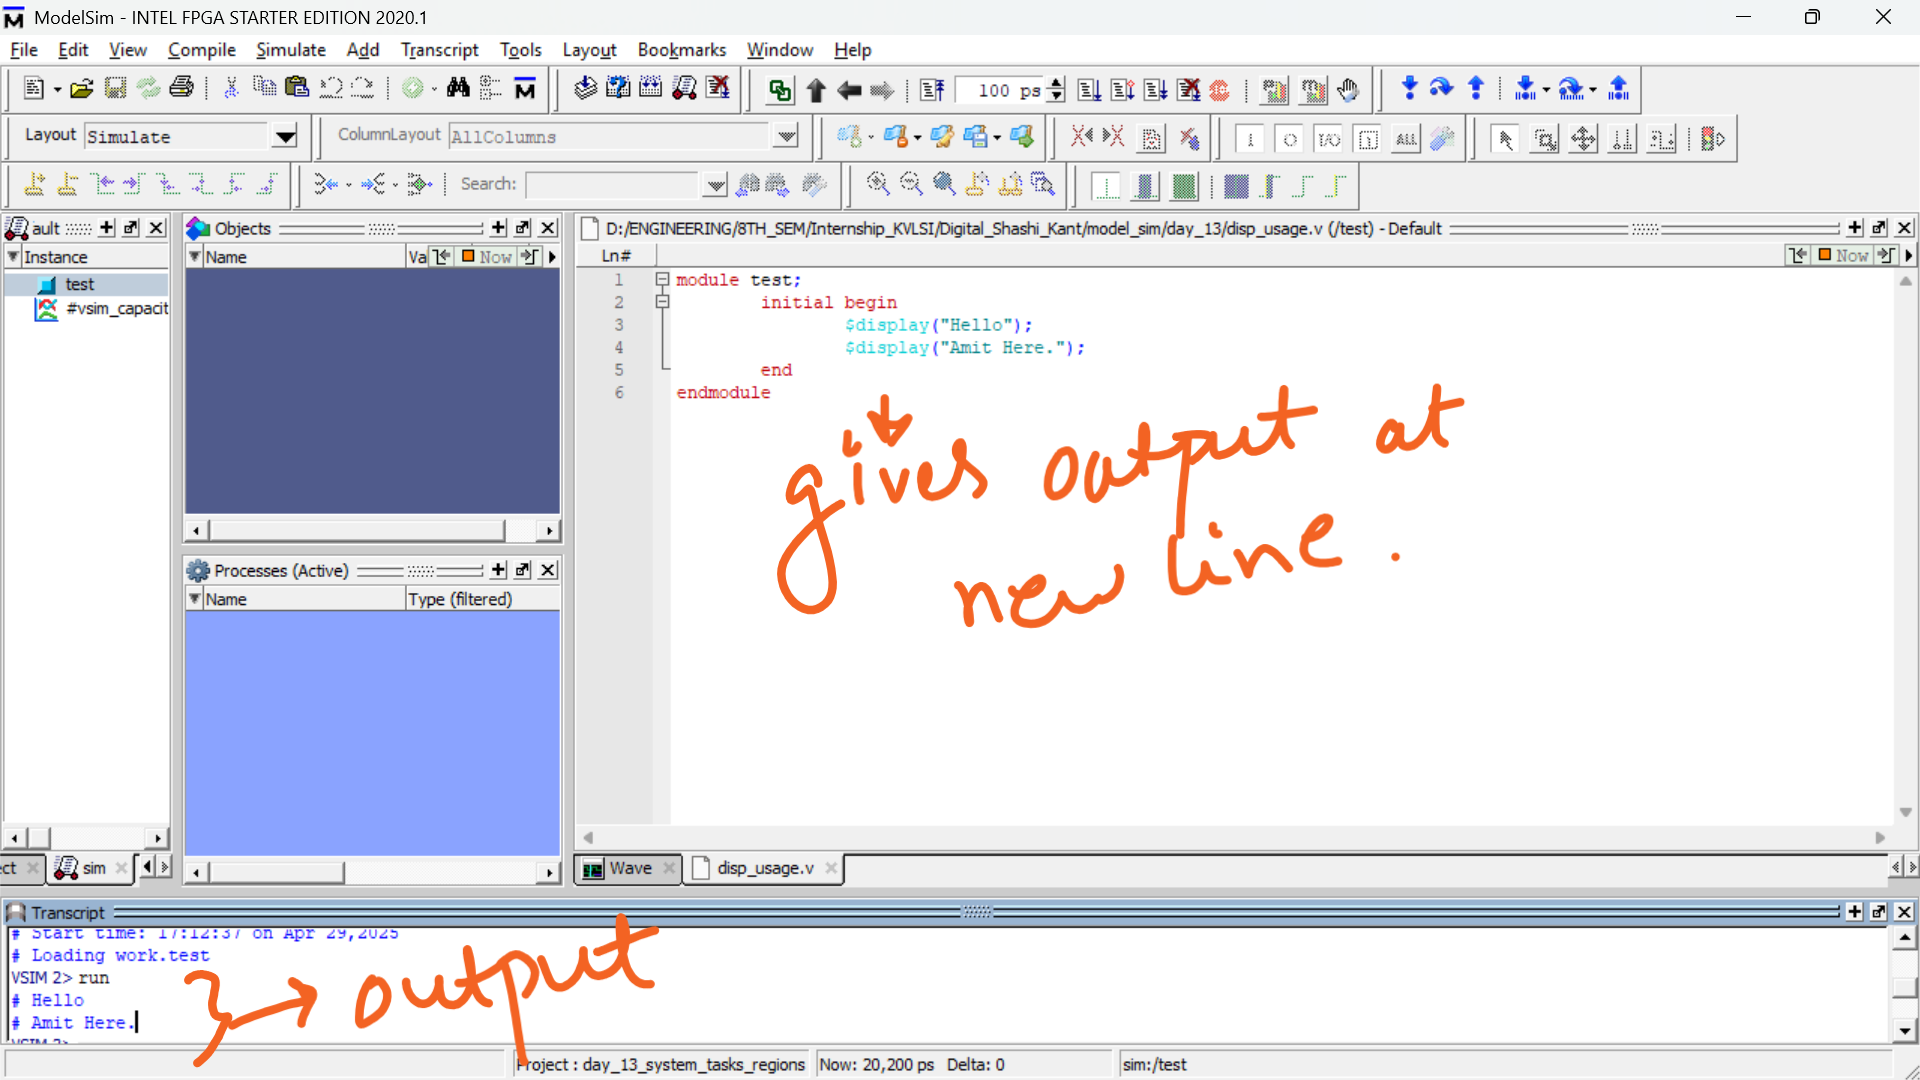 ModelSim - INTEL FPGA STARTER EDITION 2020.1
File Edit View Compile Simulate Add Transcript Tools Layout Bookmarks Window Help
100 ps
Layout Simulate ColumnLayout AllColumns
ALL
Search:
ault
Instance
test
#vsim_capacit
Objects
Name Va Now
Processes (Active)
Name Type (filtered)
D:/ENGINEERING/8TH_SEM/Internship_KVLSI/Digital_Shashi_Kant/model_sim/day_13/disp_usage.v (/test) - Default
Ln# Now
1 module test;
2 initial begin
3 $display("Hello");
4 $display("Amit Here.");
5 end
6 endmodule
gives output at
new line .
ect sim
Wave disp_usage.v
Transcript
# Start time: 17:12:37 on Apr 29,2025
# Loading work.test
VSIM 2> run
# Hello
# Amit Here.
VSIM 2>
output
Project : day_13_system_tasks_regions Now: 20,200 ps Delta: 0 sim:/test